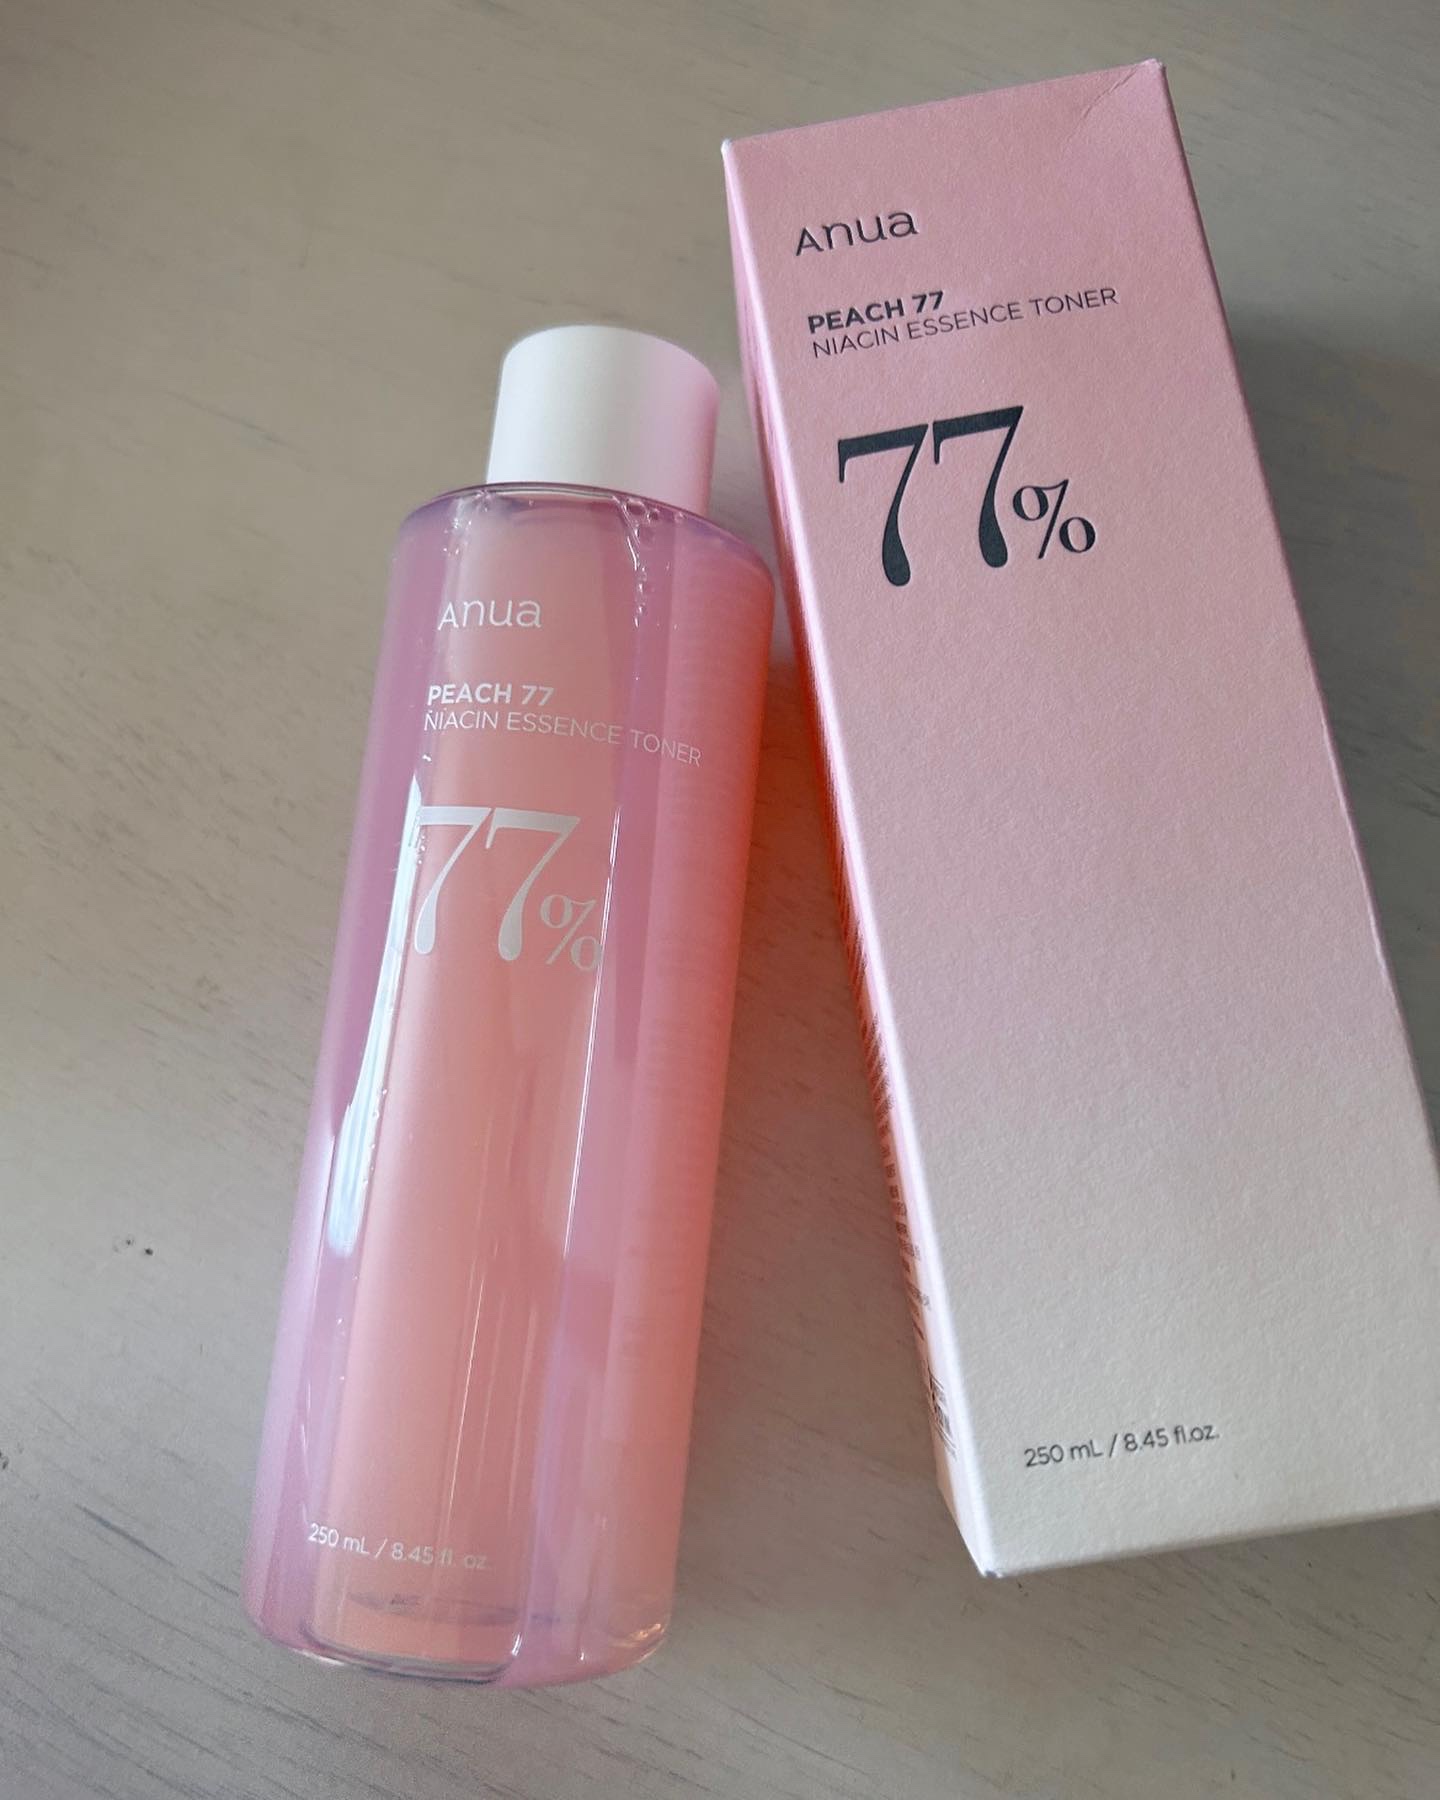 Anua
PEACH 77
NIACIN ESSENCE TONER
77%
250 mL / 8.45 fl.oz.
Anua
PEACH 77
NIACIN ESSENCE TONER
77%
250 mL / 8.45 fl.oz.